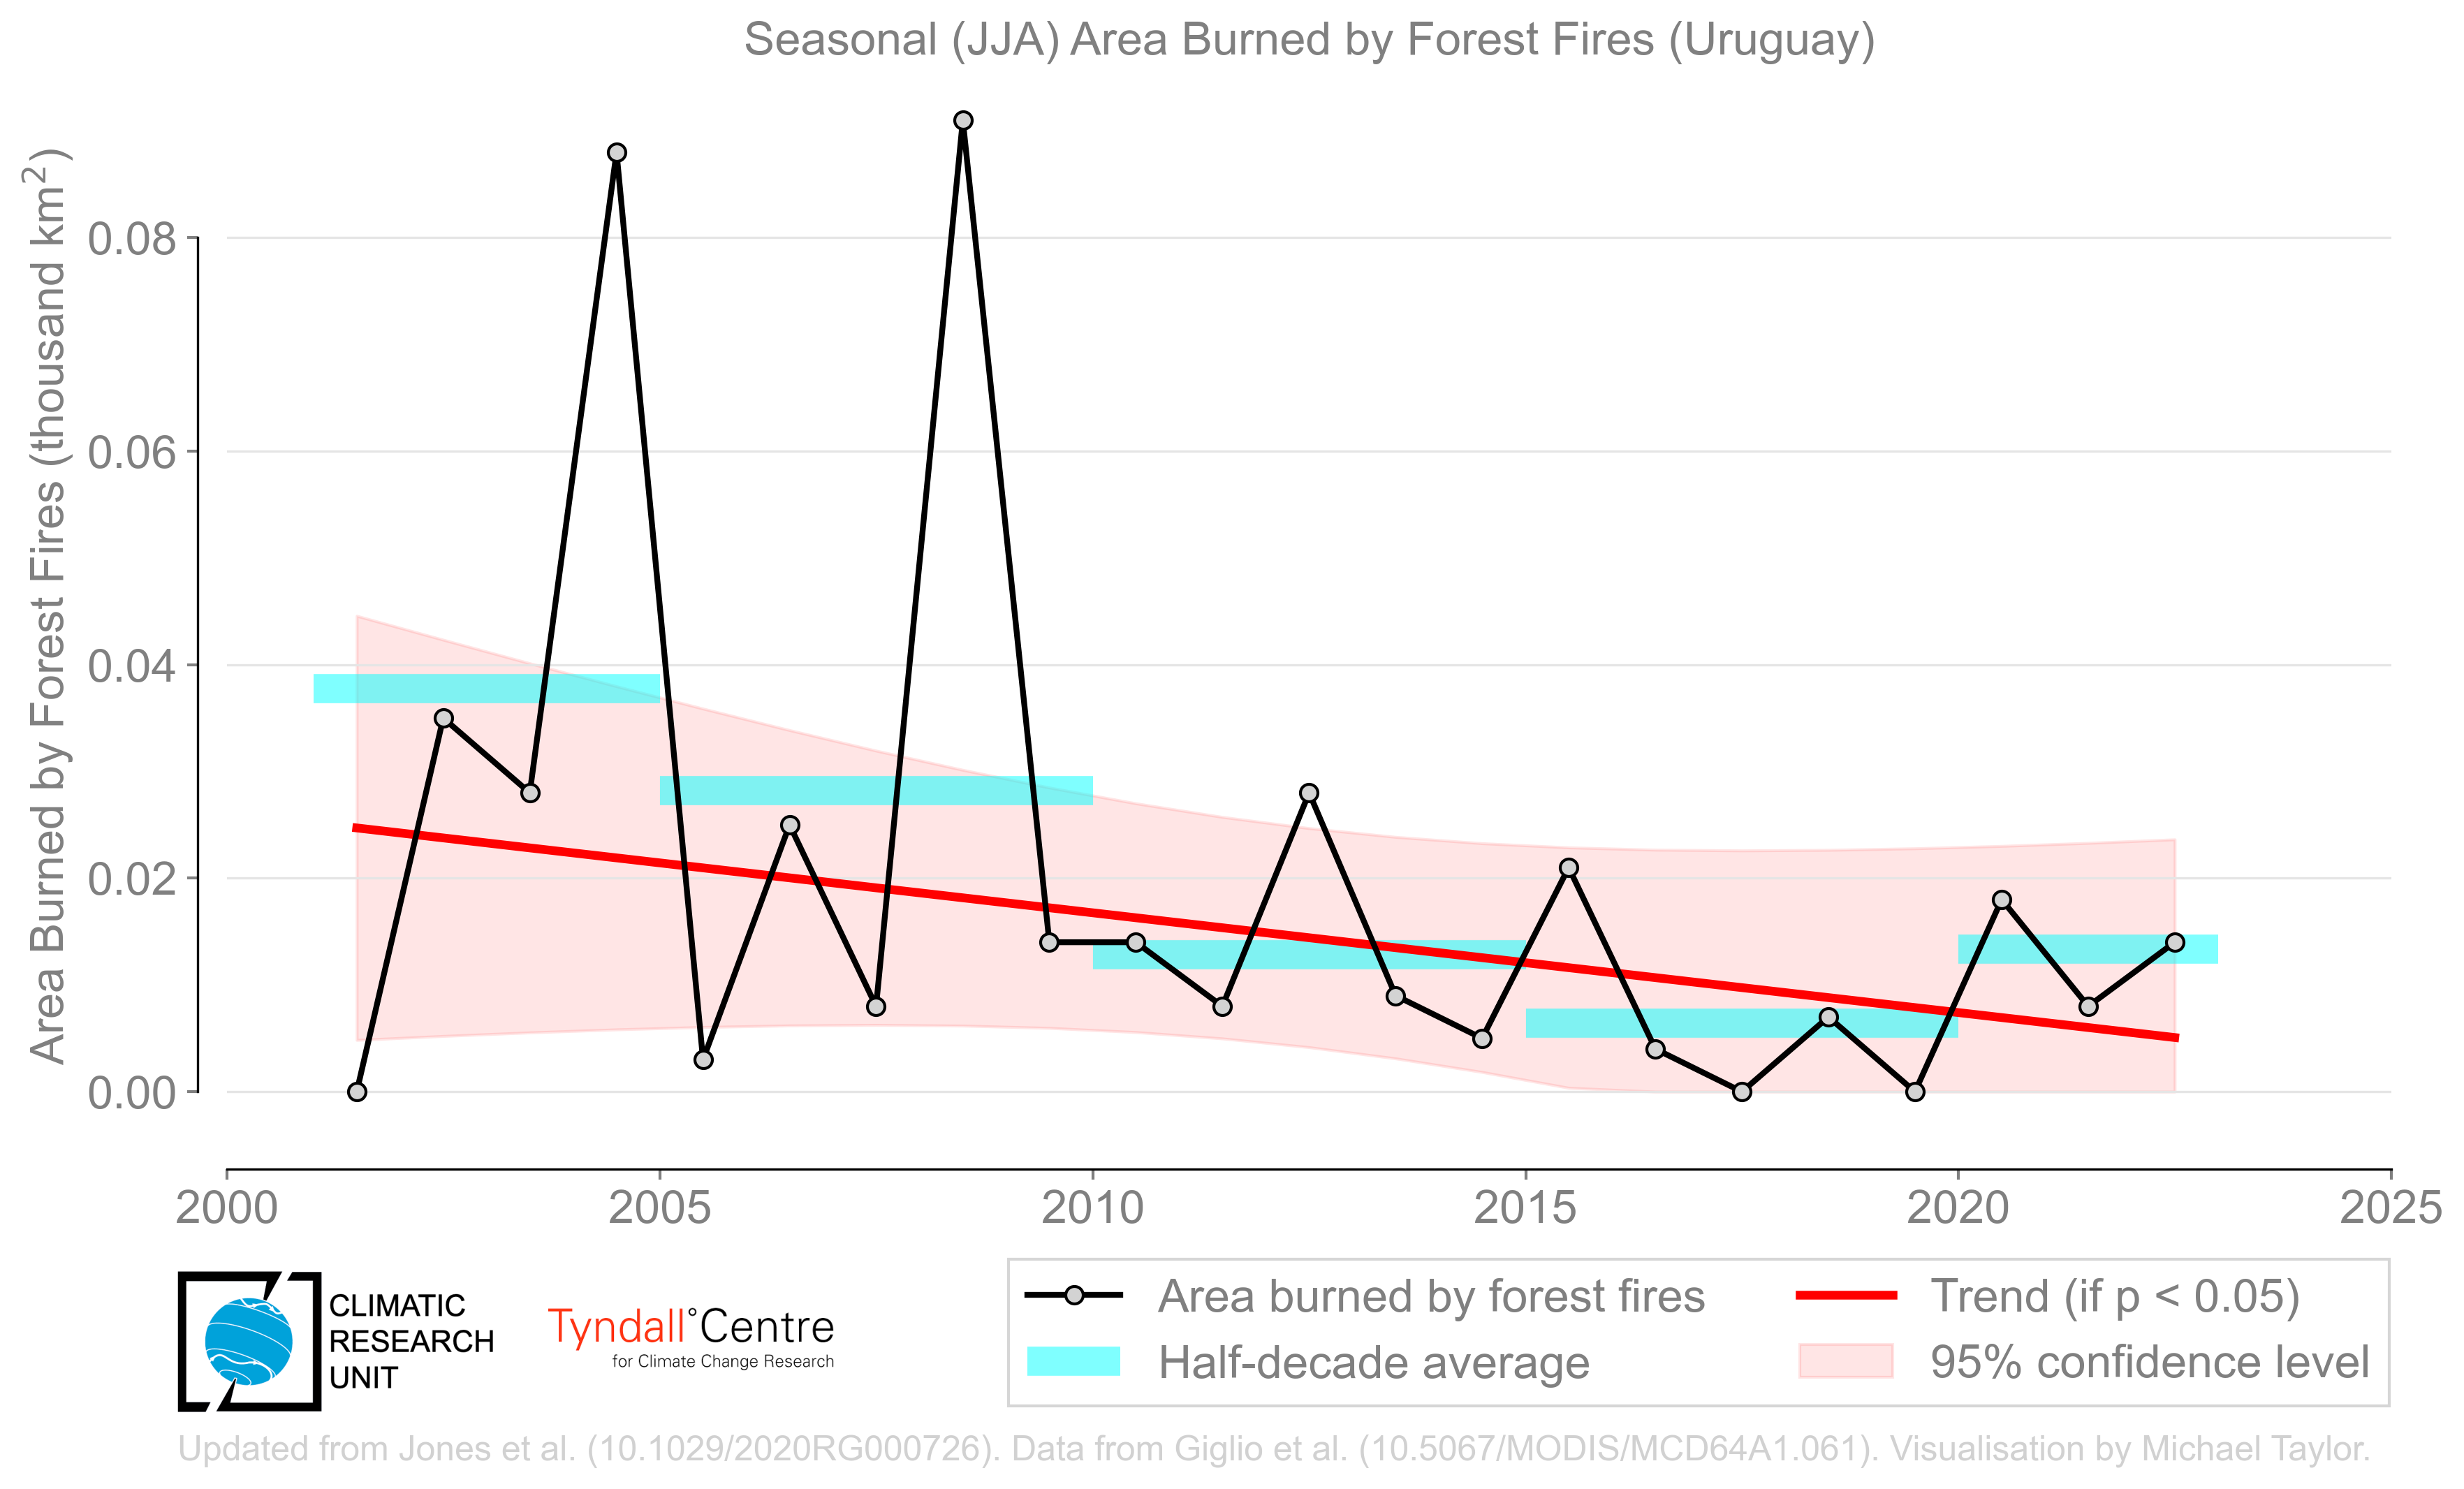 Seasonal (JJA) Area Burned by Forest Fires (Uruguay)
Area Burned by Forest Fires (thousand km²)
0.08
0.06
0.04
0.02
0.00
2000 2005 2010 2015 2020 2025
CLIMATIC
RESEARCH
UNIT
Tyndall°Centre
for Climate Change Research
Area burned by forest fires
Half-decade average
Trend (if p < 0.05)
95% confidence level
Updated from Jones et al. (10.1029/2020RG000726). Data from Giglio et al. (10.5067/MODIS/MCD64A1.061). Visualisation by Michael Taylor.